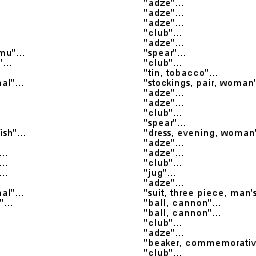 "adze"...
"adze"...
"adze"...
"club"...
"adze"...
mu"... "spear"...
"... "club"...
"tin, tobacco"...
al"... "stockings, pair, woman'
"adze"...
"adze"...
"club"...
"spear"...
ish"... "dress, evening, woman'
"adze"...
... "adze"...
... "club"...
... "jug"...
"adze"...
al"... "suit, three piece, man's
"... "ball, cannon"...
"ball, cannon"...
"club"...
"adze"...
"beaker, commemorativ
"club"...